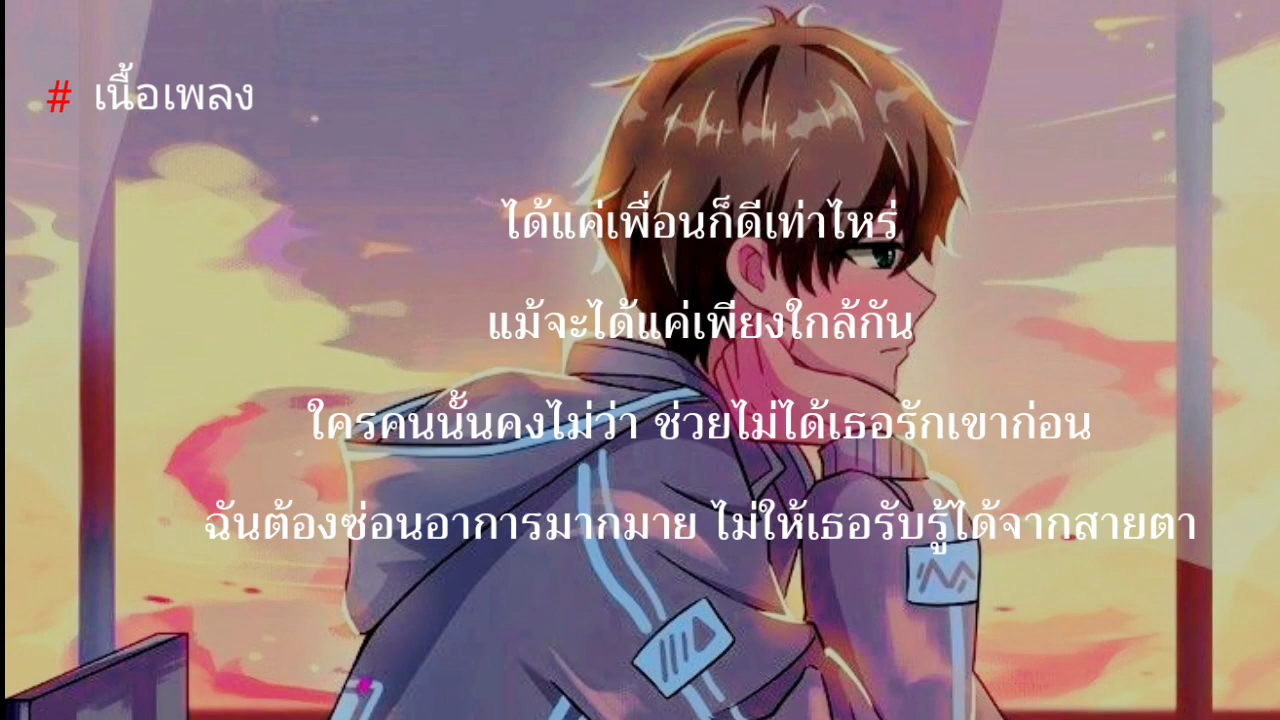 # เนื้อเพลง
ได้แค่เพื่อนก็ดีเท่าไหร่
แม้จะได้แค่เพียงใกล้กัน
ใครคนนั้นคงไม่ว่า ช่วยไม่ได้เธอรักเขาก่อน
ฉันต้องซ่อนอาการมากมาย ไม่ให้เธอรับรู้ได้จากสายตา